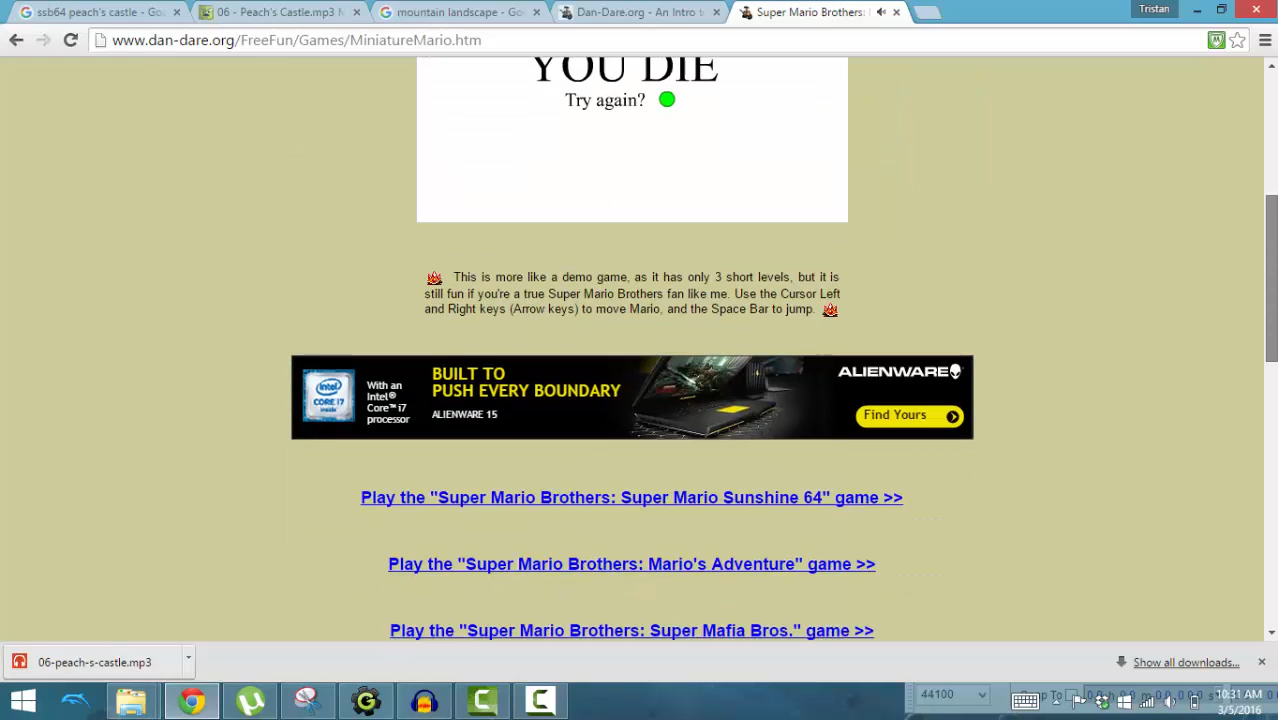 ssb64 peach's castle - Go
06 - Peach's Castle.mp3
mountain landscape - Go
Dan-Dare.org - An Intro t
Super Mario Brothers:
Tristan
www.dan-dare.org/FreeFun/Games/MiniatureMario.htm
YOU DIE
Try again?
This is more like a demo game, as it has only 3 short levels, but it is
still fun if you're a true Super Mario Brothers fan like me. Use the Cursor Left
and Right keys (Arrow keys) to move Mario, and the Space Bar to jump.
intel
CORE i7
inside
With an
Intel®
Core™ i7
processor
BUILT TO
PUSH EVERY BOUNDARY
ALIENWARE 15
ALIENWARE
Find Yours
Play the "Super Mario Brothers: Super Mario Sunshine 64" game >>
Play the "Super Mario Brothers: Mario's Adventure" game >>
Play the "Super Mario Brothers: Super Mafia Bros." game >>
06-peach-s-castle.mp3
Show all downloads...
44100
10:31 AM
3/5/2016